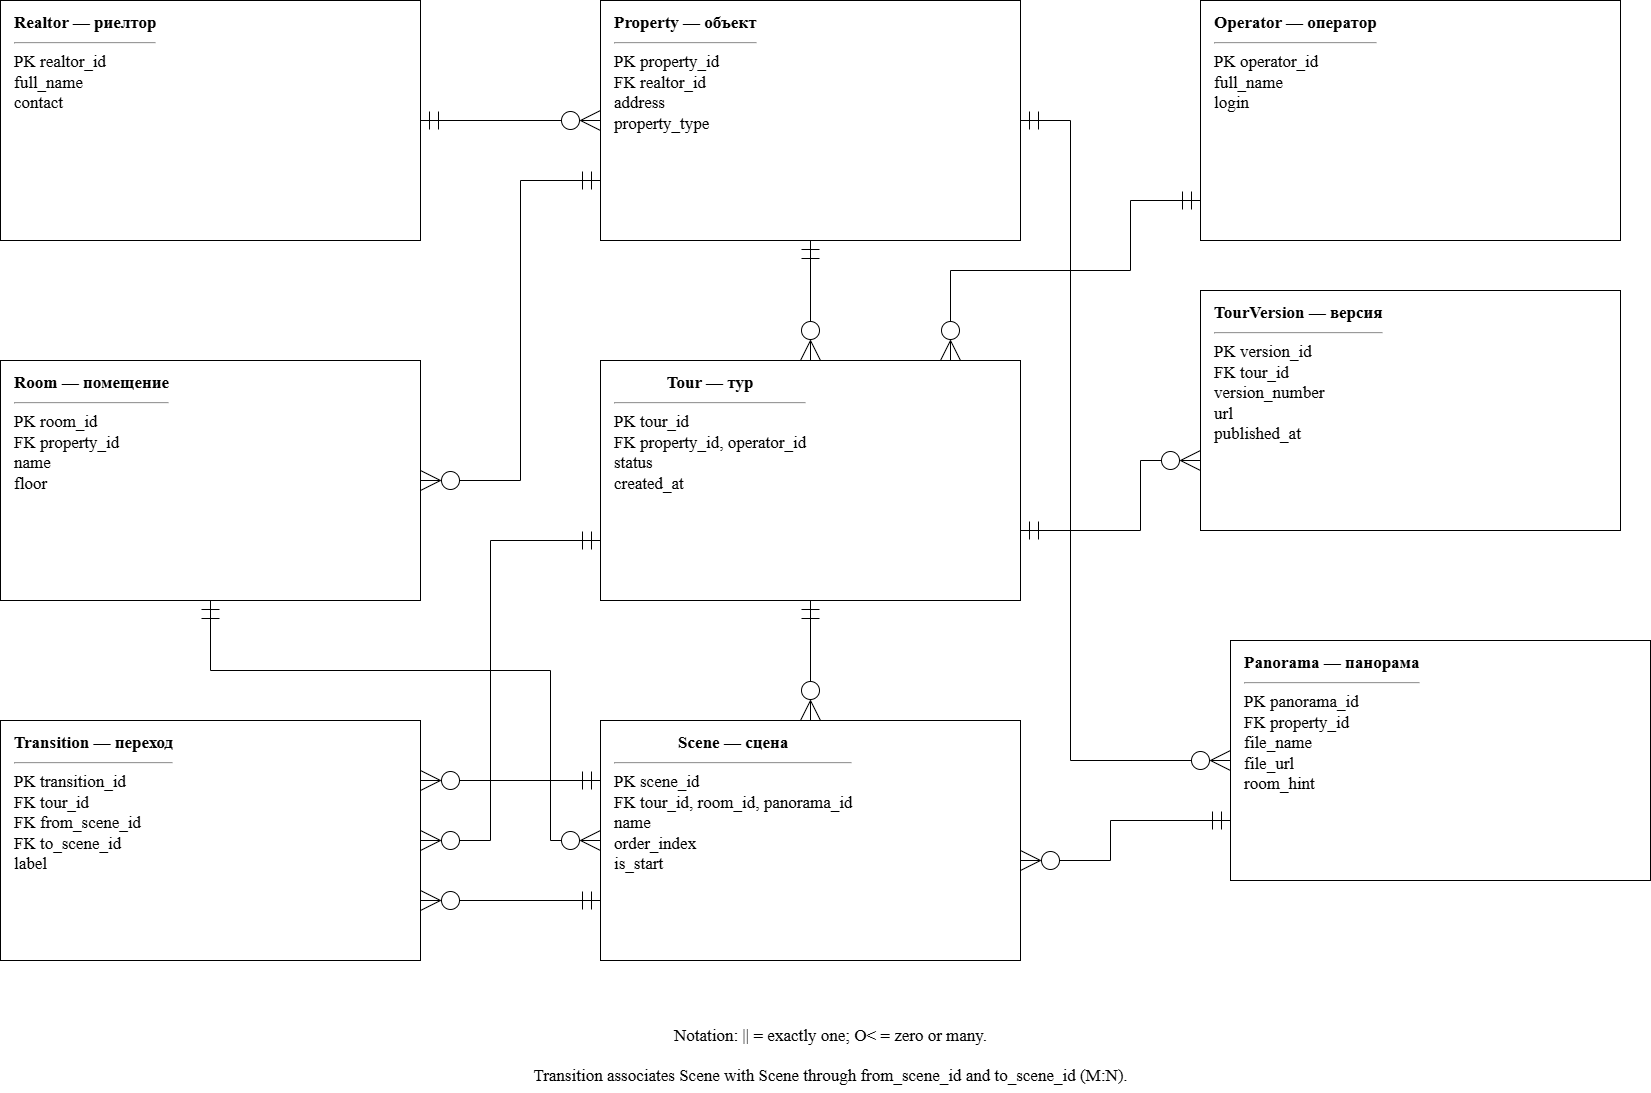 Realtor — риелтор
PK realtor_id
full_name
contact
Property — объект
PK property_id
FK realtor_id
address
property_type
Operator — оператор
PK operator_id
full_name
login
TourVersion — версия
PK version_id
FK tour_id
version_number
url
published_at
Room — помещение
PK room_id
FK property_id
name
floor
Tour — тур
PK tour_id
FK property_id, operator_id
status
created_at
Panorama — панорама
PK panorama_id
FK property_id
file_name
file_url
room_hint
Transition — переход
PK transition_id
FK tour_id
FK from_scene_id
FK to_scene_id
label
Scene — сцена
PK scene_id
FK tour_id, room_id, panorama_id
name
order_index
is_start
Notation: || = exactly one; O< = zero or many.
Transition associates Scene with Scene through from_scene_id and to_scene_id (M:N).